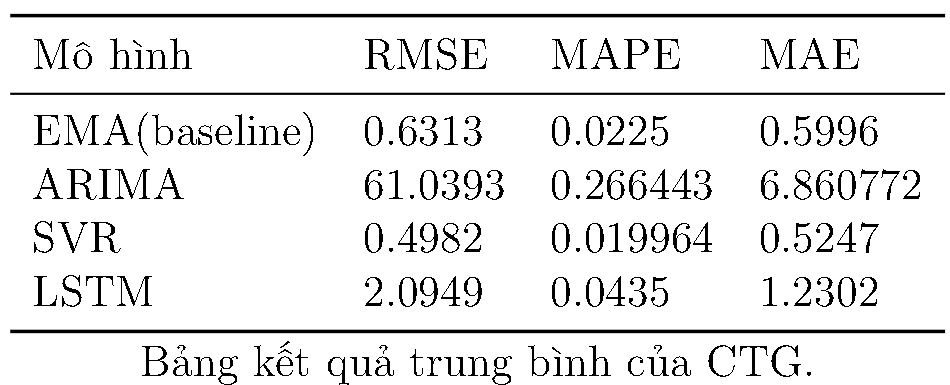 Mô hình RMSE MAPE MAE
EMA(baseline) 0.6313 0.0225 0.5996
ARIMA 61.0393 0.266443 6.860772
SVR 0.4982 0.019964 0.5247
LSTM 2.0949 0.0435 1.2302
Bảng kết quả trung bình của CTG.